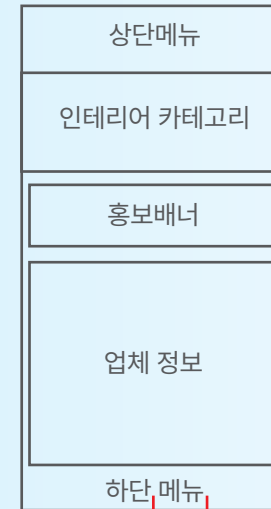 상단메뉴
인테리어 카테고리
홍보배너
업체 정보
하단 메뉴